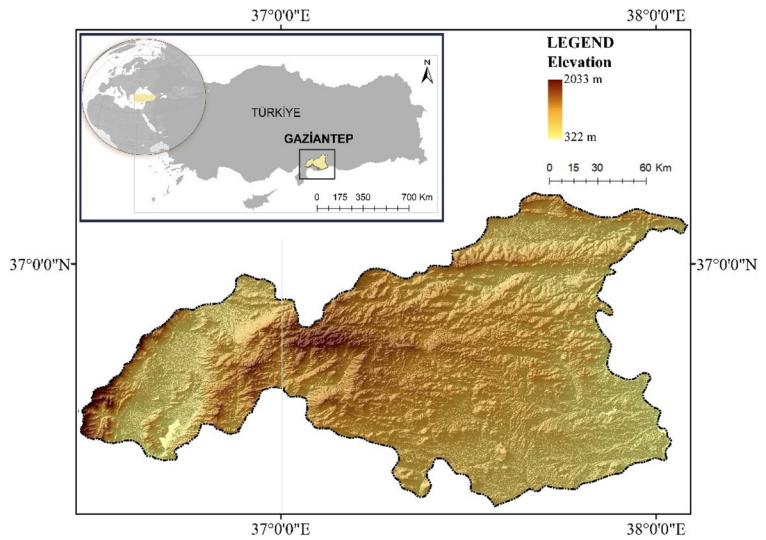 37°0'0"E
38°0'0"E
LEGEND
Elevation
2033 m
322 m
0 15 30 60 Km
N
TÜRKİYE
GAZİANTEP
0 175 350 700 Km
37°0'0"N
37°0'0"N
37°0'0"E
38°0'0"E